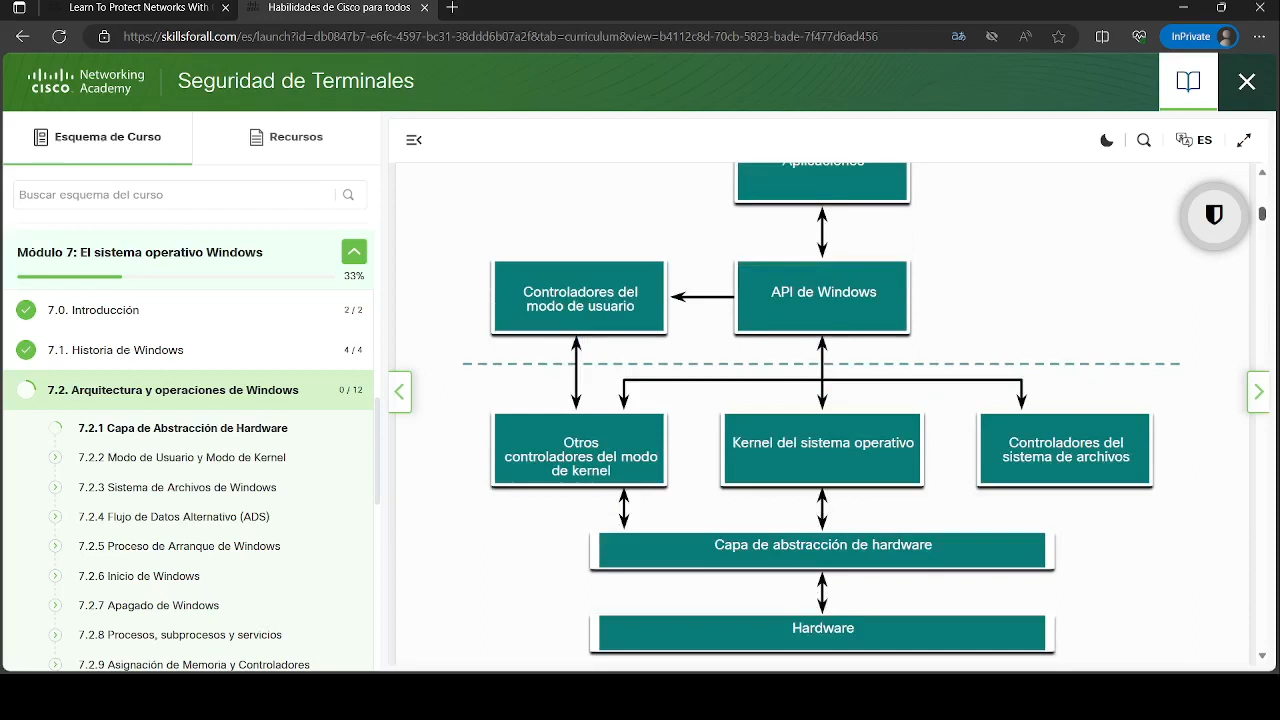 Learn To Protect Networks With
Habilidades de Cisco para todos
https://skillsforall.com/es/launch?id=db0847b7-e6fc-4597-bc31-38ddd6b07a2f&tab=curriculum&view=b4112c8d-70cb-5823-bade-7f477d6ad456
InPrivate
Networking
CISCO Academy
Seguridad de Terminales
Esquema de Curso
Recursos
ES
Buscar esquema del curso
Módulo 7: El sistema operativo Windows
33%
7.0. Introducción
2 / 2
7.1. Historia de Windows
4 / 4
7.2. Arquitectura y operaciones de Windows
0 / 12
7.2.1 Capa de Abstracción de Hardware
7.2.2 Modo de Usuario y Modo de Kernel
7.2.3 Sistema de Archivos de Windows
7.2.4 Flujo de Datos Alternativo (ADS)
7.2.5 Proceso de Arranque de Windows
7.2.6 Inicio de Windows
7.2.7 Apagado de Windows
7.2.8 Procesos, subprocesos y servicios
7.2.9 Asignación de Memoria y Controladores
Aplicaciones
Controladores del
modo de usuario
API de Windows
Otros
controladores del modo
de kernel
Kernel del sistema operativo
Controladores del
sistema de archivos
Capa de abstracción de hardware
Hardware